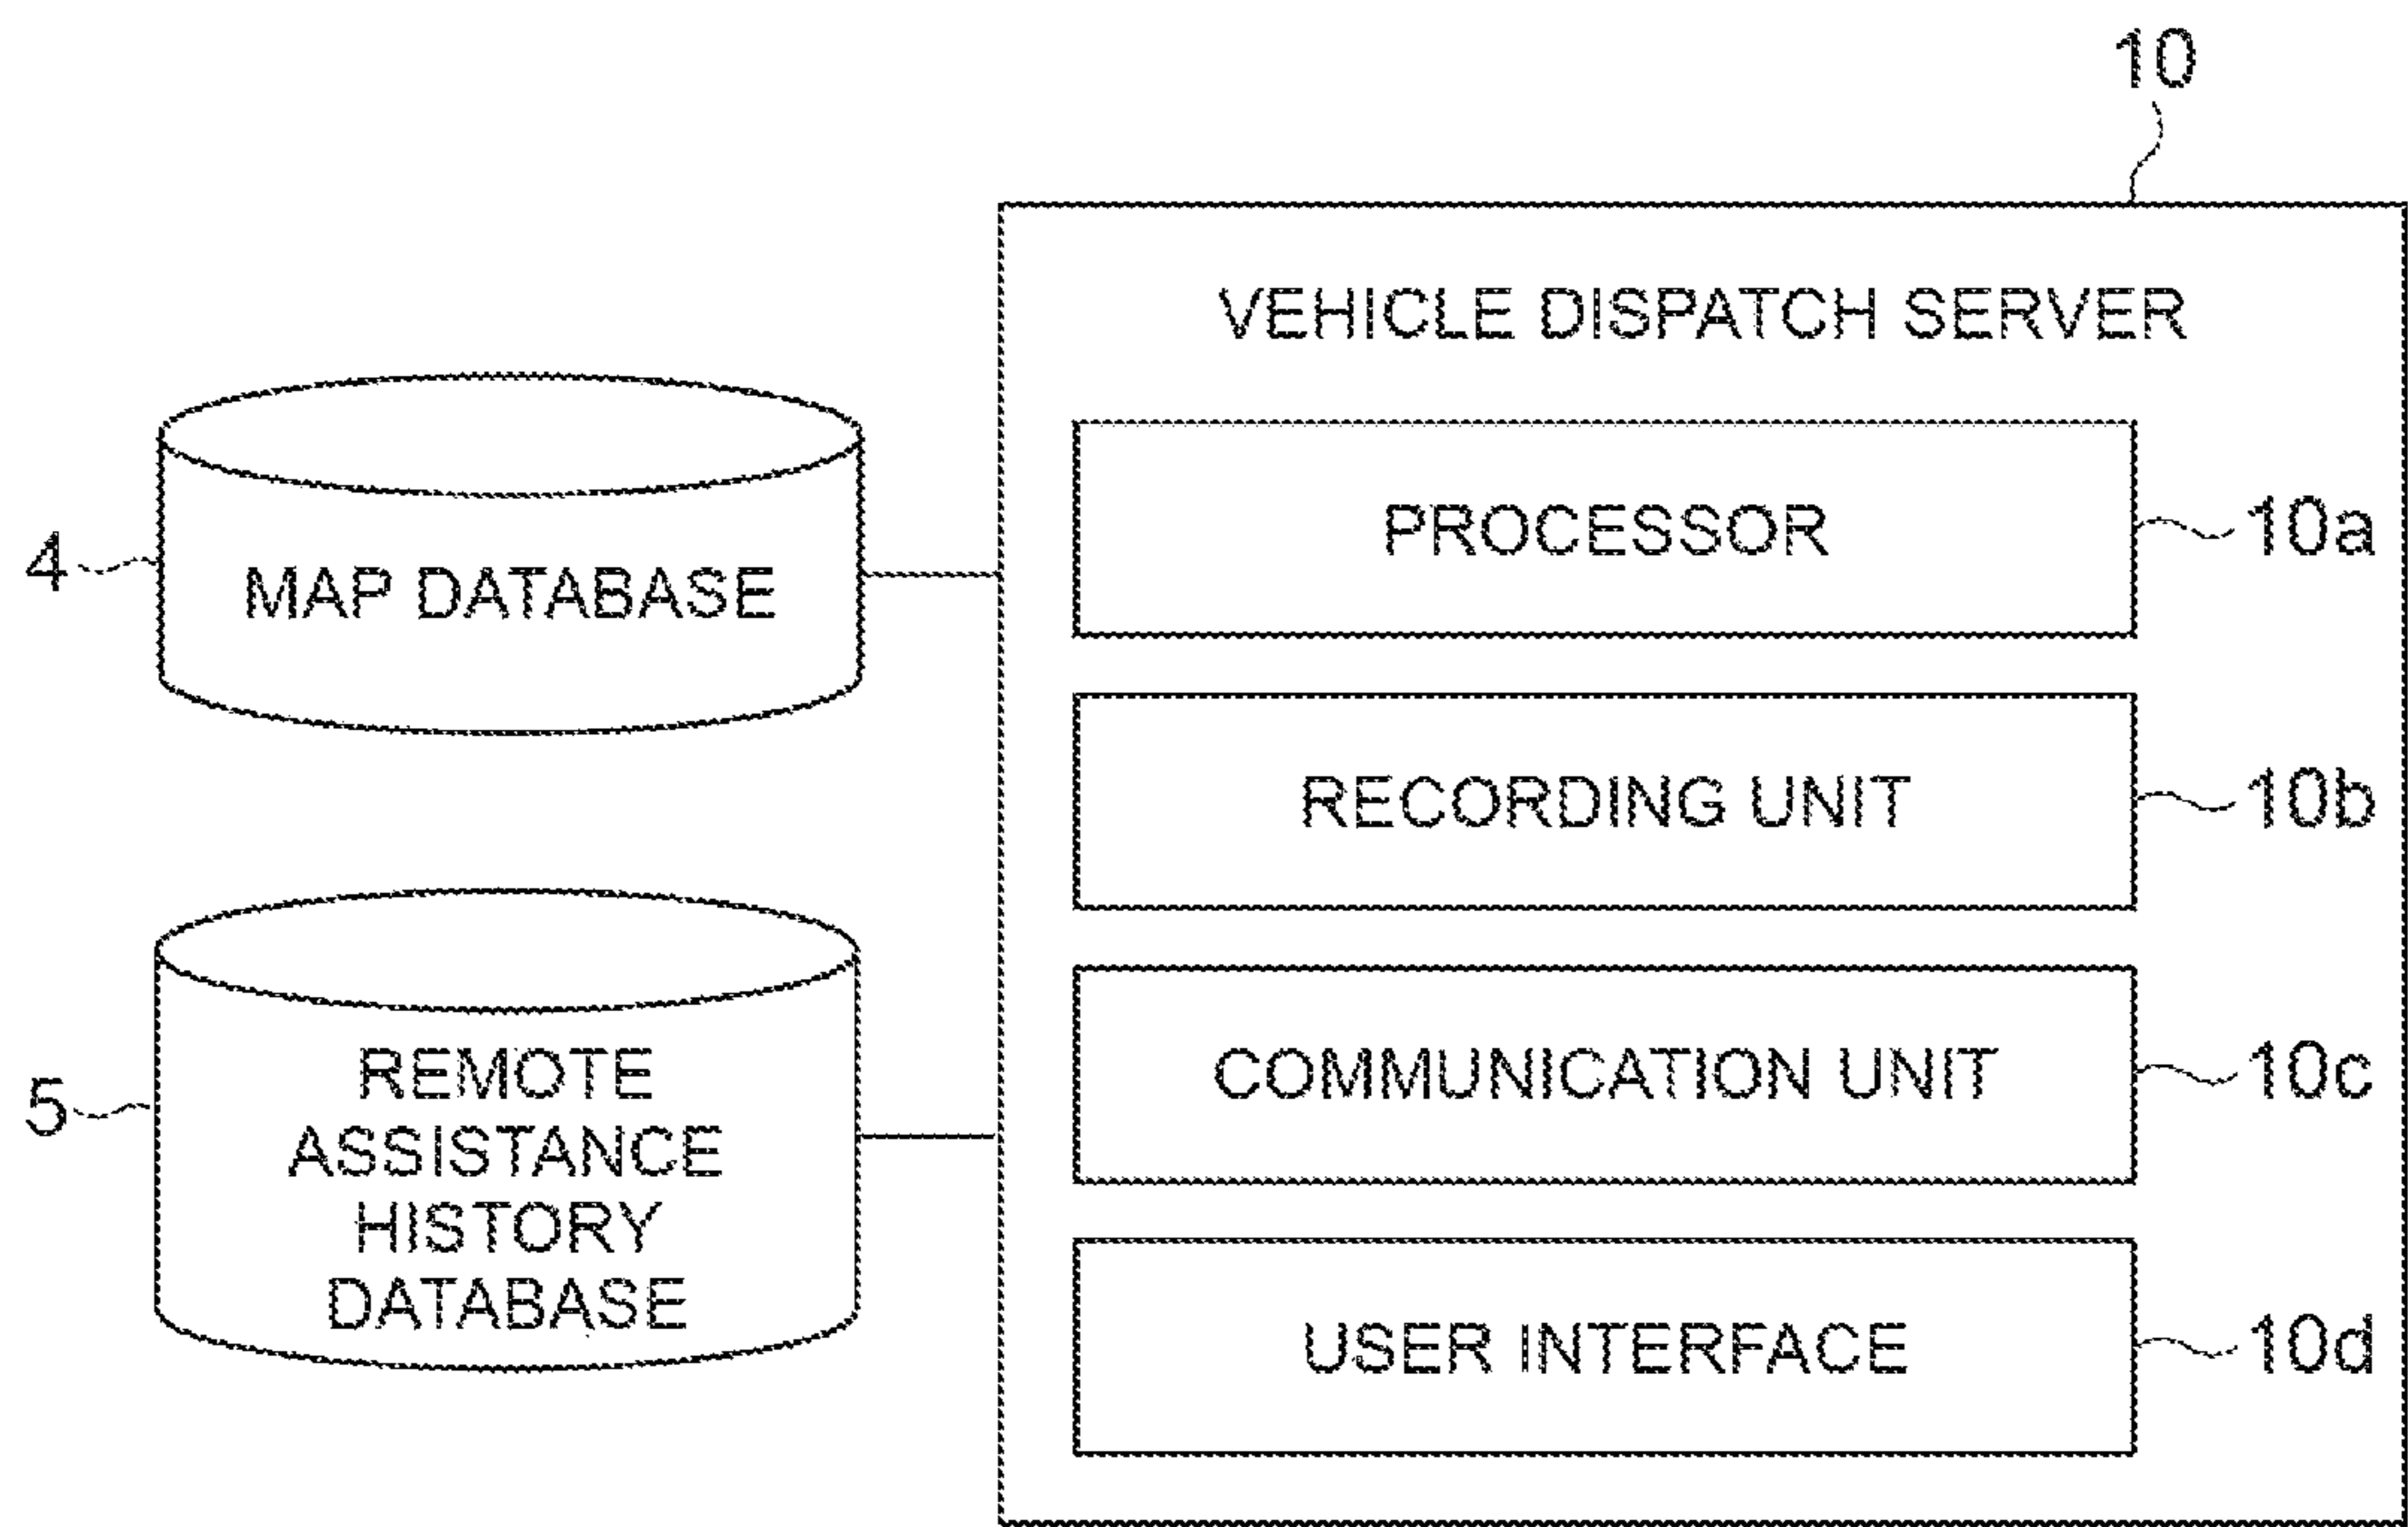 10
VEHICLE DISPATCH SERVER
PROCESSOR
10a
4
MAP DATABASE
RECORDING UNIT
10b
5
REMOTE
ASSISTANCE
HISTORY
DATABASE
COMMUNICATION UNIT
10c
USER INTERFACE
10d